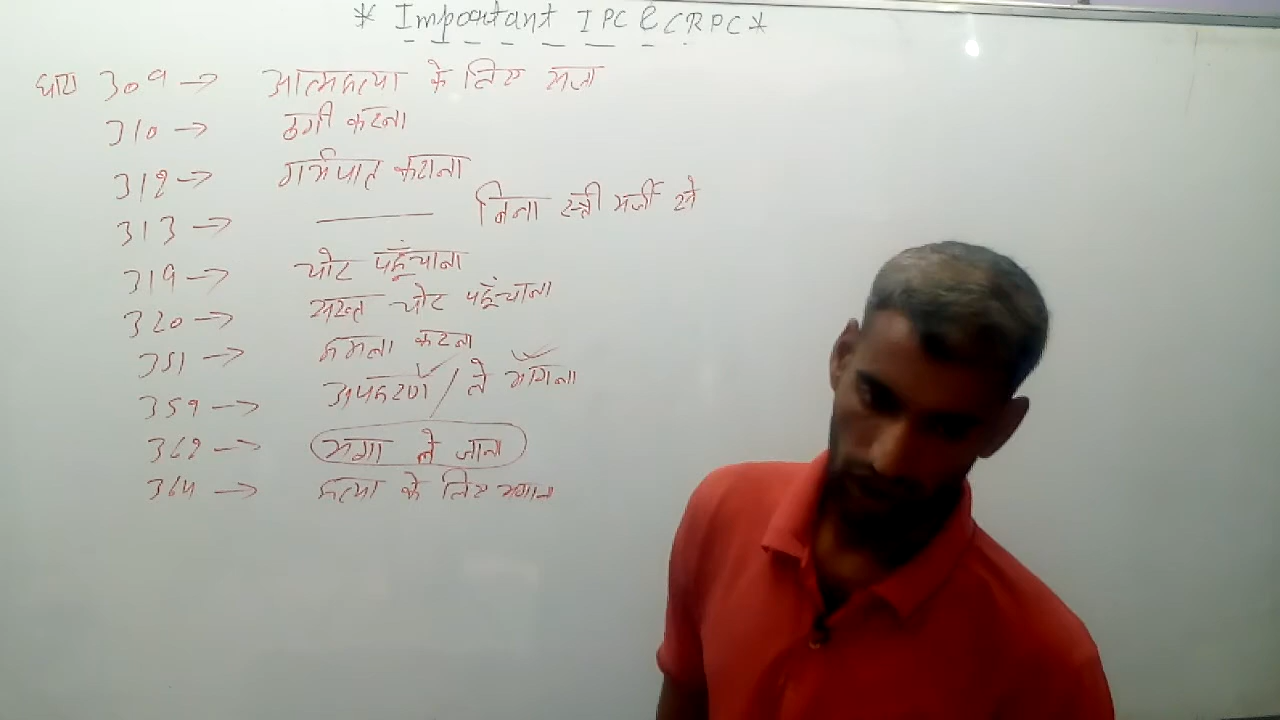 * Important IPC & CRPC *
धारा 309 → आत्महत्या के लिए सजा
310 → ठगी करना
312 → गर्भपात कराना
313 → ——— बिना स्त्री मर्जी से
319 → चोट पहुँचाना
320 → सख्त चोट पहुँचाना
351 → हमला करना
359 → अपहरण / ले भगिना
362 → भगा ले जाना
364 → हत्या के लिए भगाना